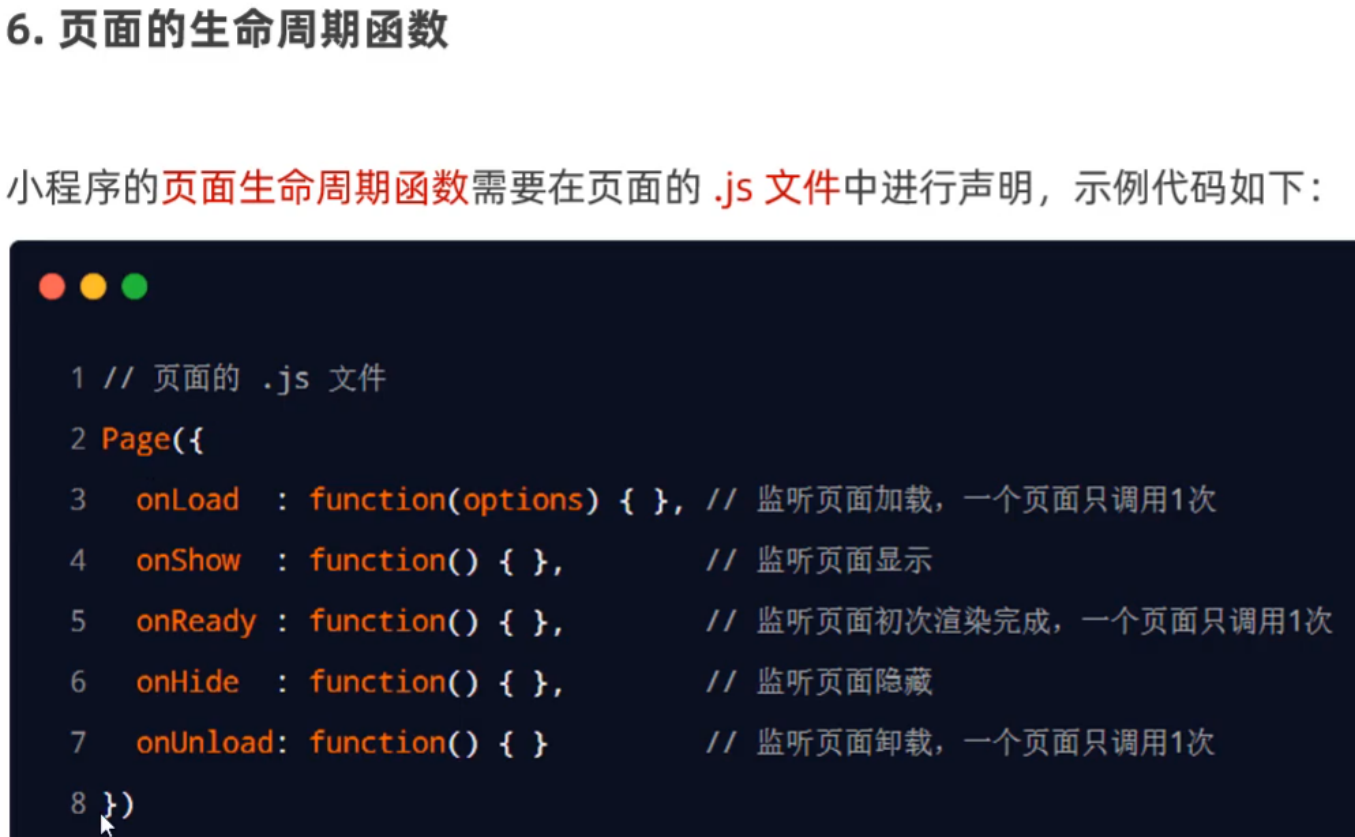 6. 页面的生命周期函数
小程序的页面生命周期函数需要在页面的 .js 文件中进行声明，示例代码如下：
1 // 页面的 .js 文件
2 Page({
3   onLoad  : function(options) { }, // 监听页面加载，一个页面只调用1次
4   onShow  : function() { },        // 监听页面显示
5   onReady : function() { },        // 监听页面初次渲染完成，一个页面只调用1次
6   onHide  : function() { },        // 监听页面隐藏
7   onUnload: function() { }         // 监听页面卸载，一个页面只调用1次
8 })